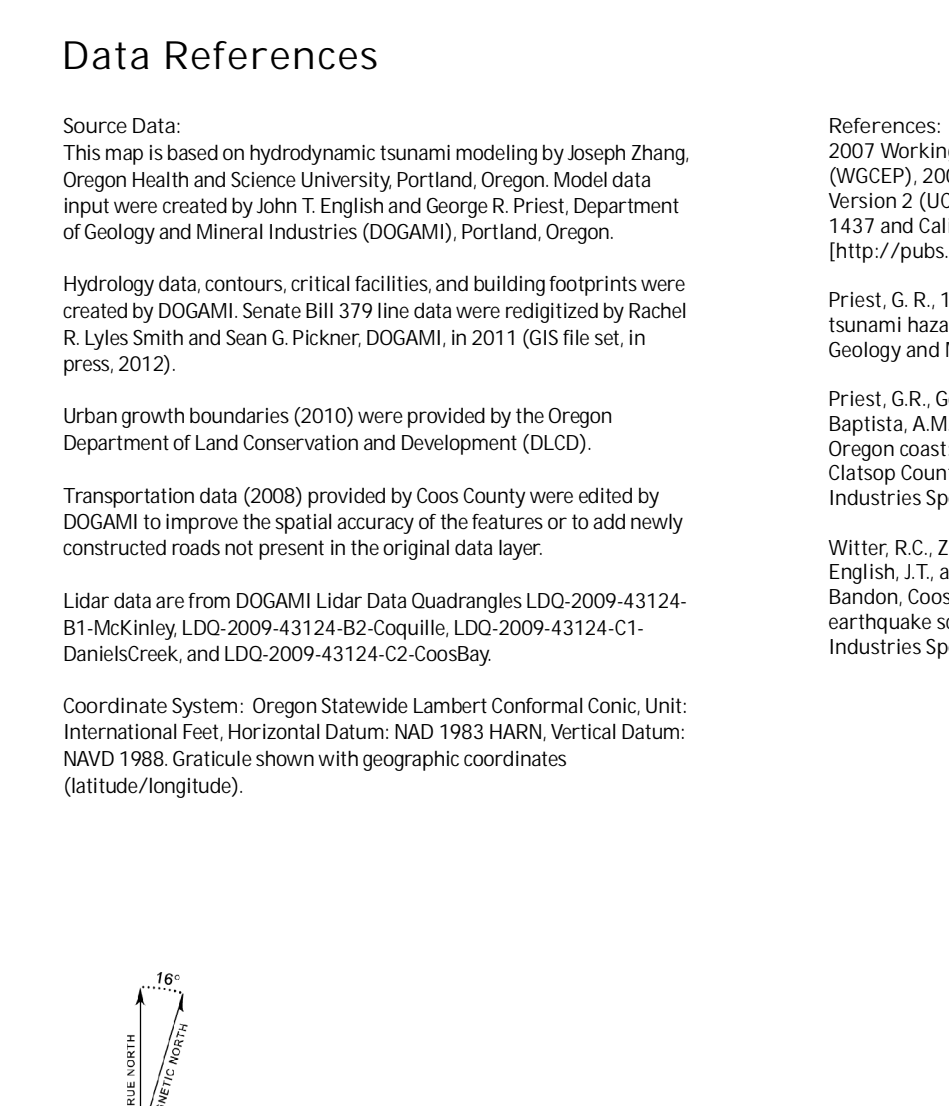 Data References
Source Data:
This map is based on hydrodynamic tsunami modeling by Joseph Zhang,
Oregon Health and Science University, Portland, Oregon. Model data
input were created by John T. English and George R. Priest, Department
of Geology and Mineral Industries (DOGAMI), Portland, Oregon.
Hydrology data, contours, critical facilities, and building footprints were
created by DOGAMI. Senate Bill 379 line data were redigitized by Rachel
R. Lyles Smith and Sean G. Pickner, DOGAMI, in 2011 (GIS file set, in
press, 2012).
Urban growth boundaries (2010) were provided by the Oregon
Department of Land Conservation and Development (DLCD).
Transportation data (2008) provided by Coos County were edited by
DOGAMI to improve the spatial accuracy of the features or to add newly
constructed roads not present in the original data layer.
Lidar data are from DOGAMI Lidar Data Quadrangles LDQ-2009-43124-
B1-McKinley, LDQ-2009-43124-B2-Coquille, LDQ-2009-43124-C1-
DanielsCreek, and LDQ-2009-43124-C2-CoosBay.
Coordinate System: Oregon Statewide Lambert Conformal Conic, Unit:
International Feet, Horizontal Datum: NAD 1983 HARN, Vertical Datum:
NAVD 1988. Graticule shown with geographic coordinates
(latitude/longitude).
References:
2007 Working
(WGCEP), 200
Version 2 (UC
1437 and Cali
[http://pubs.
Priest, G. R., 1
tsunami haza
Geology and
Priest, G.R., G
Baptista, A.M.
Oregon coast:
Clatsop Coun
Industries Sp
Witter, R.C., Z
English, J.T., a
Bandon, Coos
earthquake so
Industries Sp
16°
RUE NORTH
GNETIC NORTH